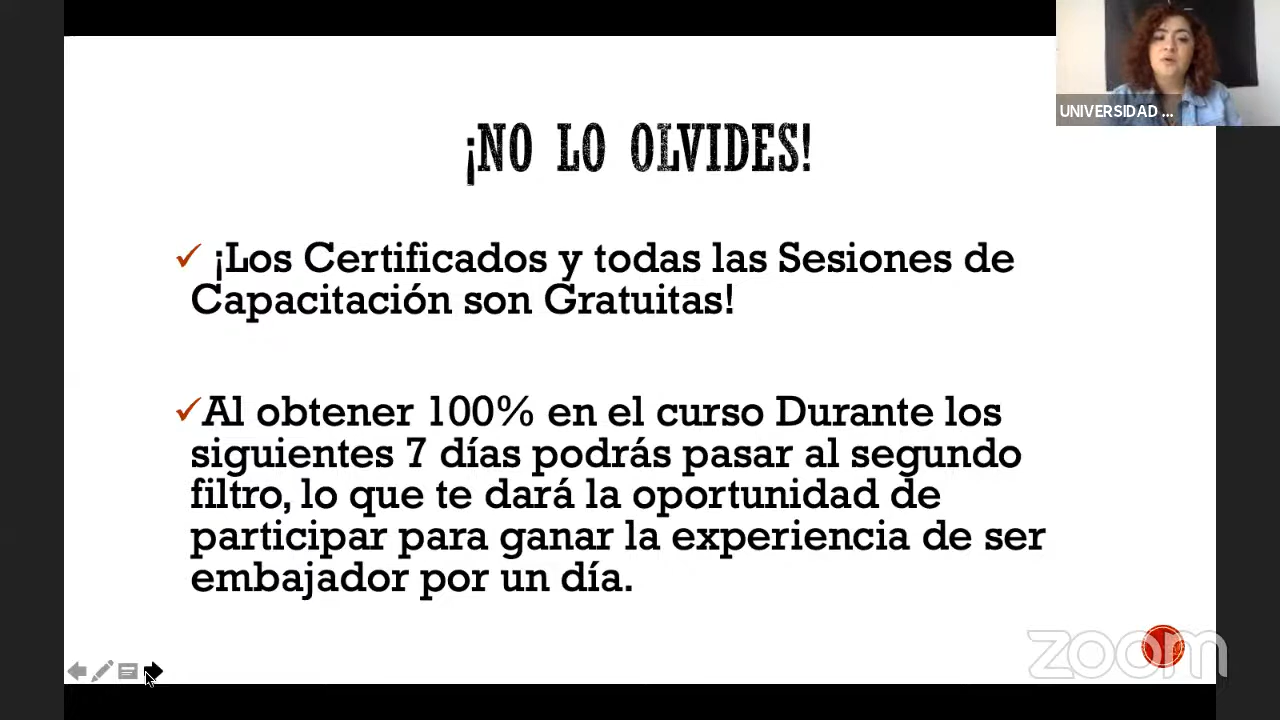 UNIVERSIDAD ...
¡NO LO OLVIDES!
✓ ¡Los Certificados y todas las Sesiones de
Capacitación son Gratuitas!
✓Al obtener 100% en el curso Durante los
siguientes 7 días podrás pasar al segundo
filtro, lo que te dará la oportunidad de
participar para ganar la experiencia de ser
embajador por un día.
zoom